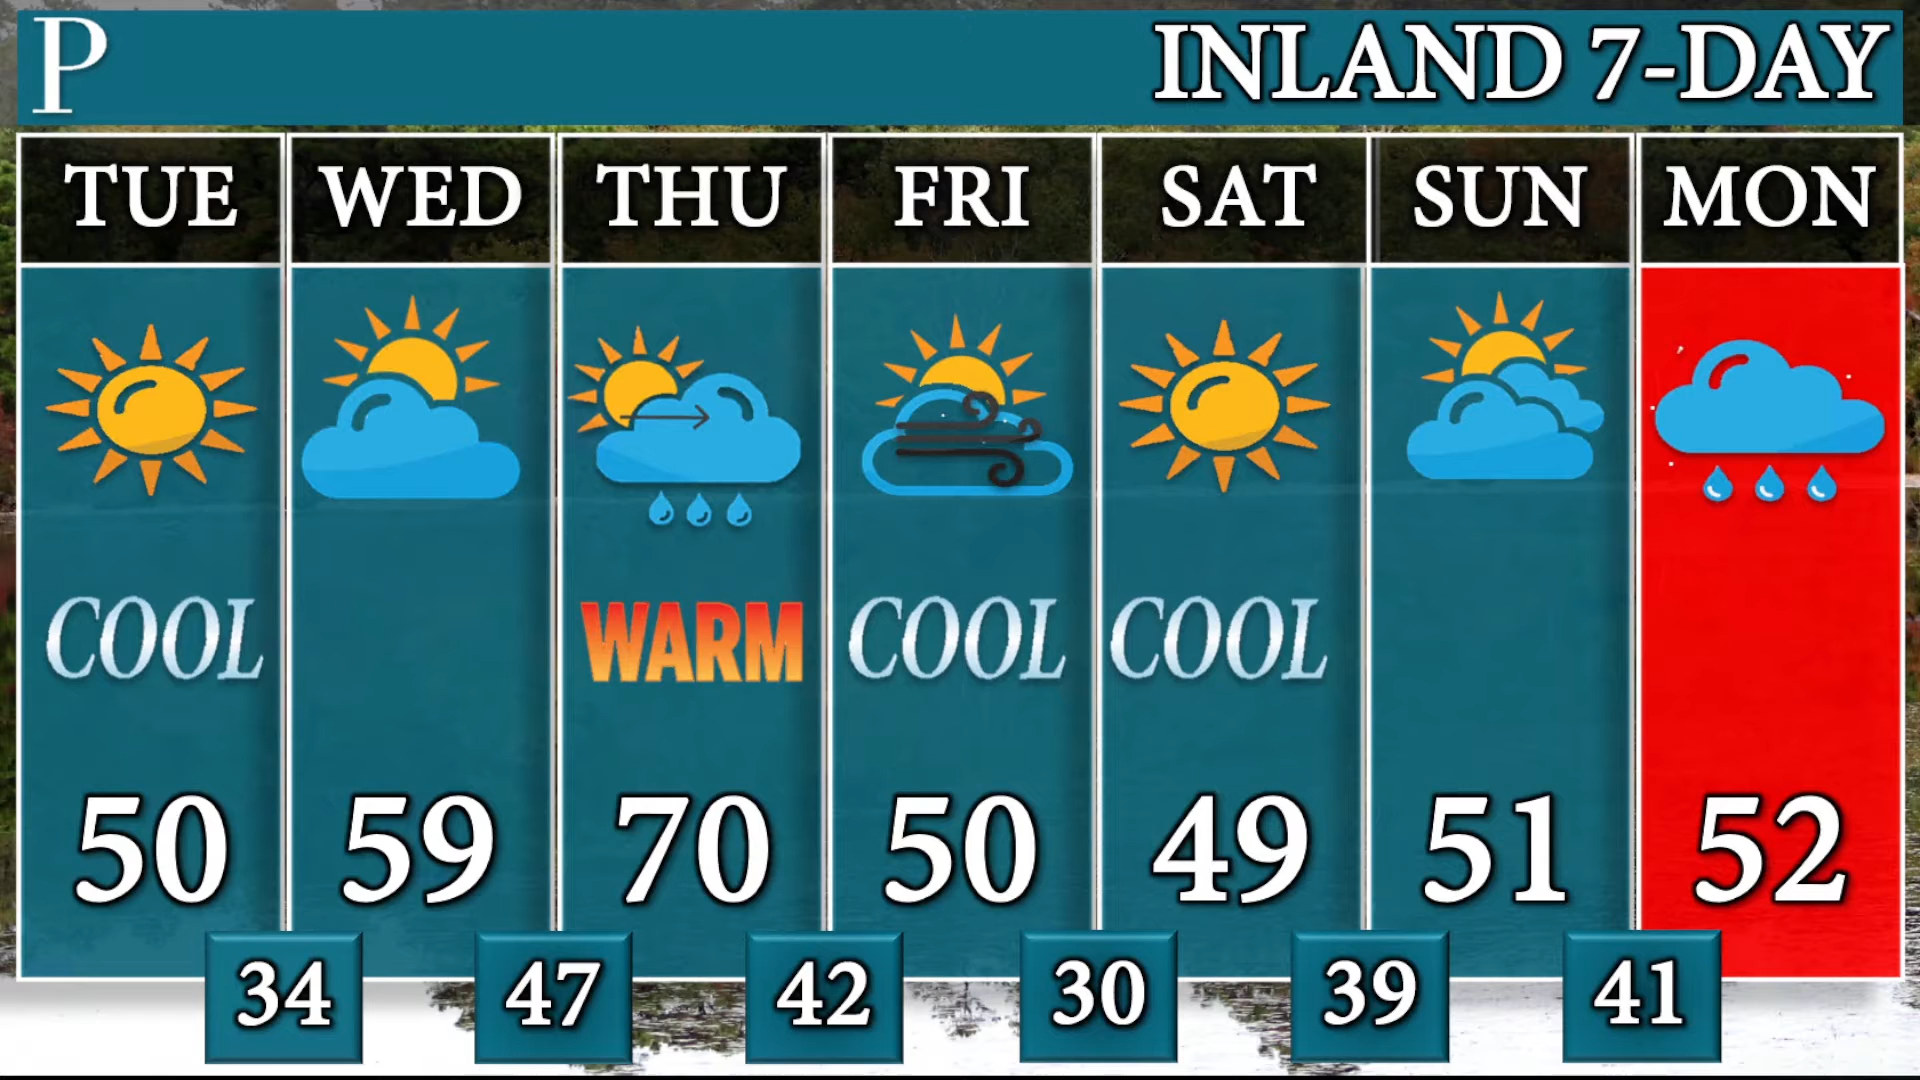 P
INLAND 7-DAY
TUE WED THU FRI SAT SUN MON
COOL WARM COOL COOL
50 59 70 50 49 51 52
34 47 42 30 39 41